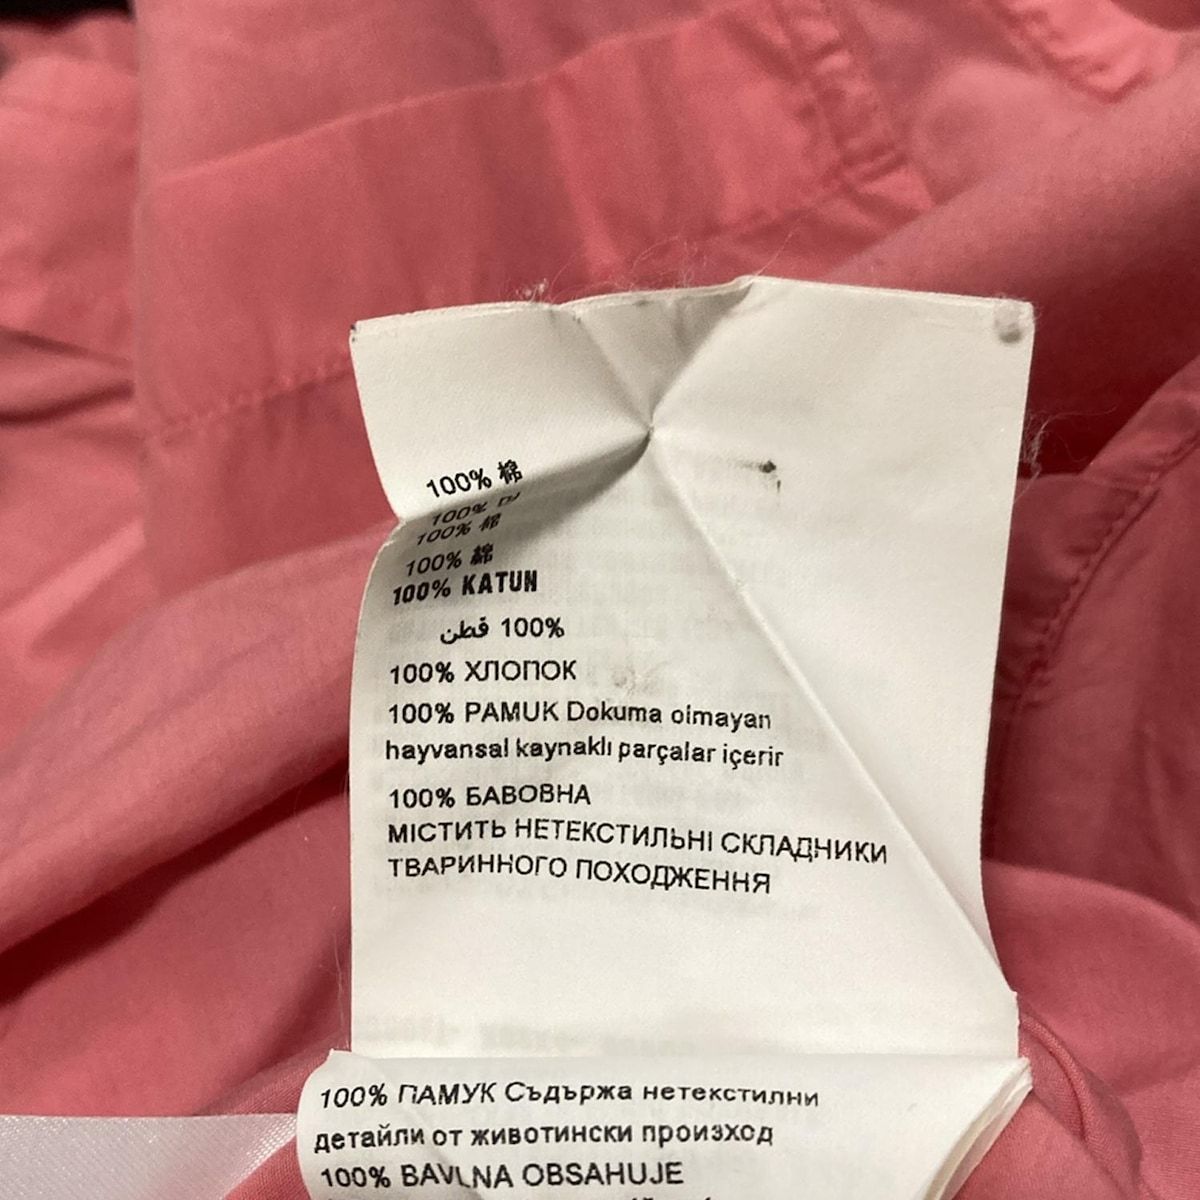 100% 棉
100%
100% 棉
100% 綿
100% KATUN
100% قطن
100% ХЛОПОК
100% PAMUK Dokuma olmayan
hayvansal kaynaklı parçalar içerir
100% БАВОВНА
МІСТИТЬ НЕТЕКСТИЛЬНІ СКЛАДНИКИ
ТВАРИННОГО ПОХОДЖЕННЯ
100% ПАМУК Съдържа нетекстилни
детайли от животински произход
100% BAVLNA OBSAHUJE